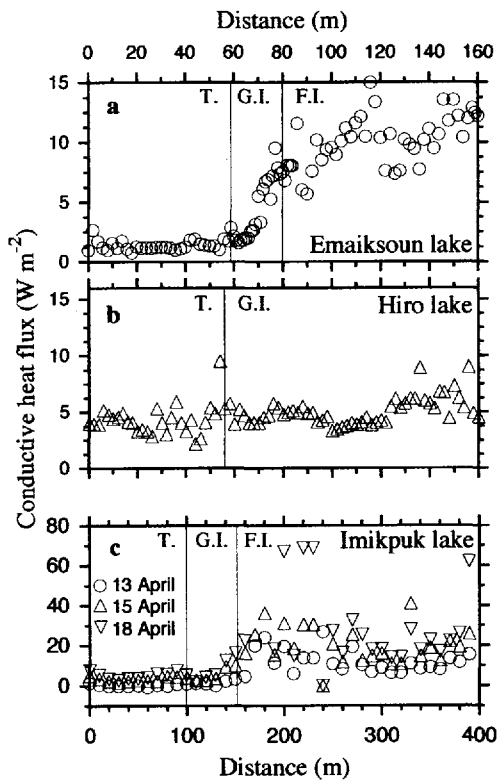 Distance (m)
0 20 40 60 80 100 120 140 160
15
a
T. G.I. F.I.
10
5
Emaiksoun lake
0
15
b
T. G.I.
Hiro lake
10
5
0
Conductive heat flux (W m⁻²)
80
c
T. G.I. F.I.
Imikpuk lake
13 April
60
15 April
18 April
40
20
0
0 100 200 300 400
Distance (m)